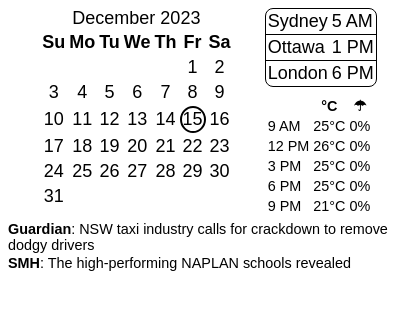 December 2023
Su Mo Tu We Th Fr Sa
1 2
3 4 5 6 7 8 9
10 11 12 13 14 15 16
17 18 19 20 21 22 23
24 25 26 27 28 29 30
31
Sydney 5 AM
Ottawa 1 PM
London 6 PM
°C ☂
9 AM 25°C 0%
12 PM 26°C 0%
3 PM 25°C 0%
6 PM 25°C 0%
9 PM 21°C 0%
Guardian: NSW taxi industry calls for crackdown to remove
dodgy drivers
SMH: The high-performing NAPLAN schools revealed